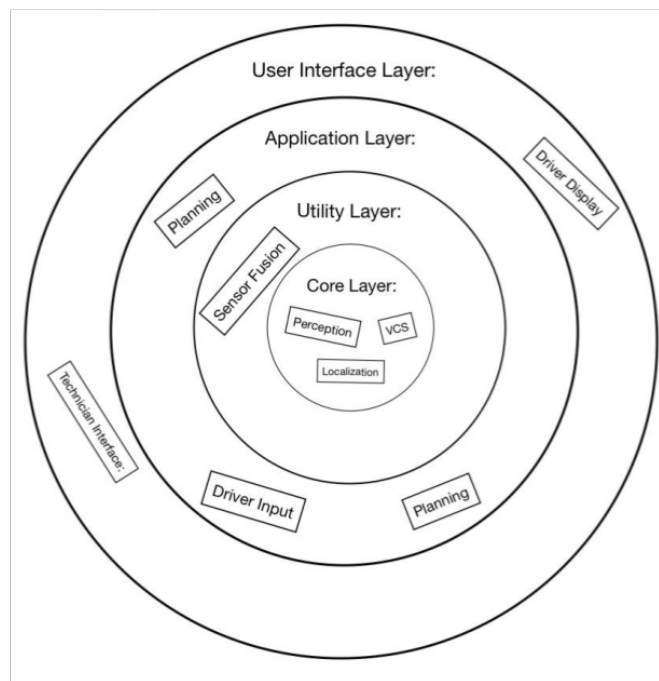 User Interface Layer:
Application Layer:
Driver Display
Planning
Utility Layer:
Sensor Fusion
Core Layer:
Perception
VCS
Localization
Technician Interface:
Driver Input
Planning